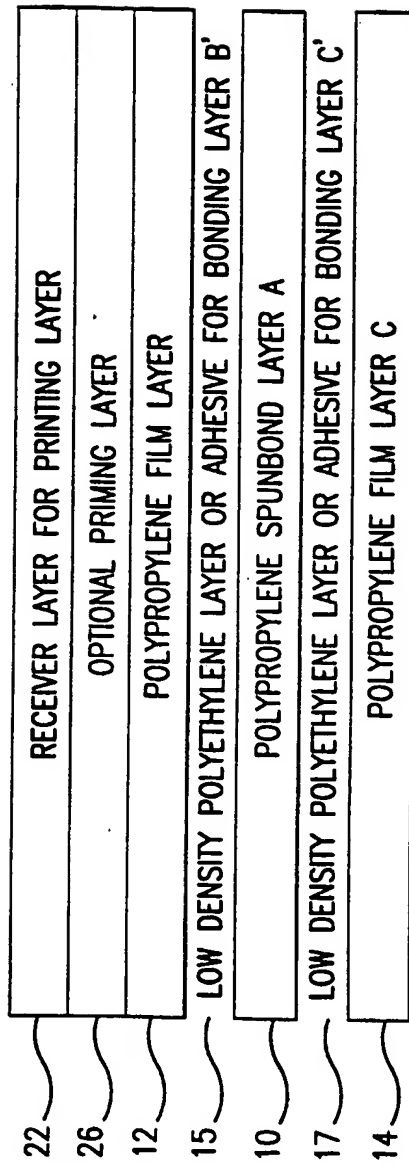 22 RECEIVER LAYER FOR PRINTING LAYER
26 OPTIONAL PRIMING LAYER
12 POLYPROPYLENE FILM LAYER
15 LOW DENSITY POLYETHYLENE LAYER OR ADHESIVE FOR BONDING LAYER B'
10 POLYPROPYLENE SPUNBOND LAYER A
17 LOW DENSITY POLYETHYLENE LAYER OR ADHESIVE FOR BONDING LAYER C'
14 POLYPROPYLENE FILM LAYER C